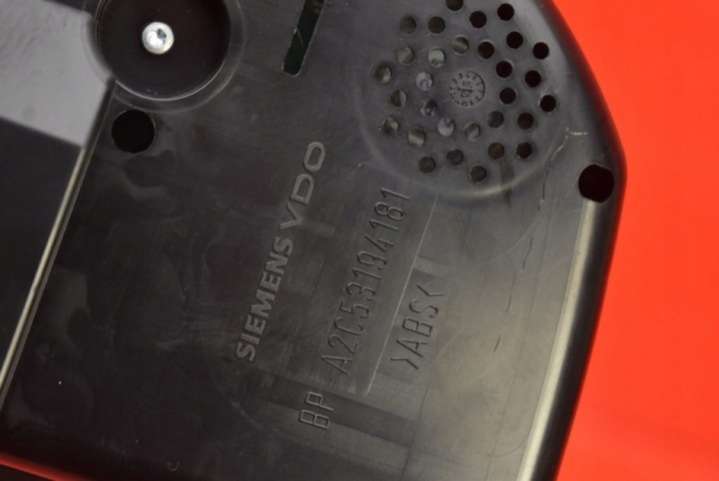 SIEMENS VDO
BP A2C53194181
>ABS<